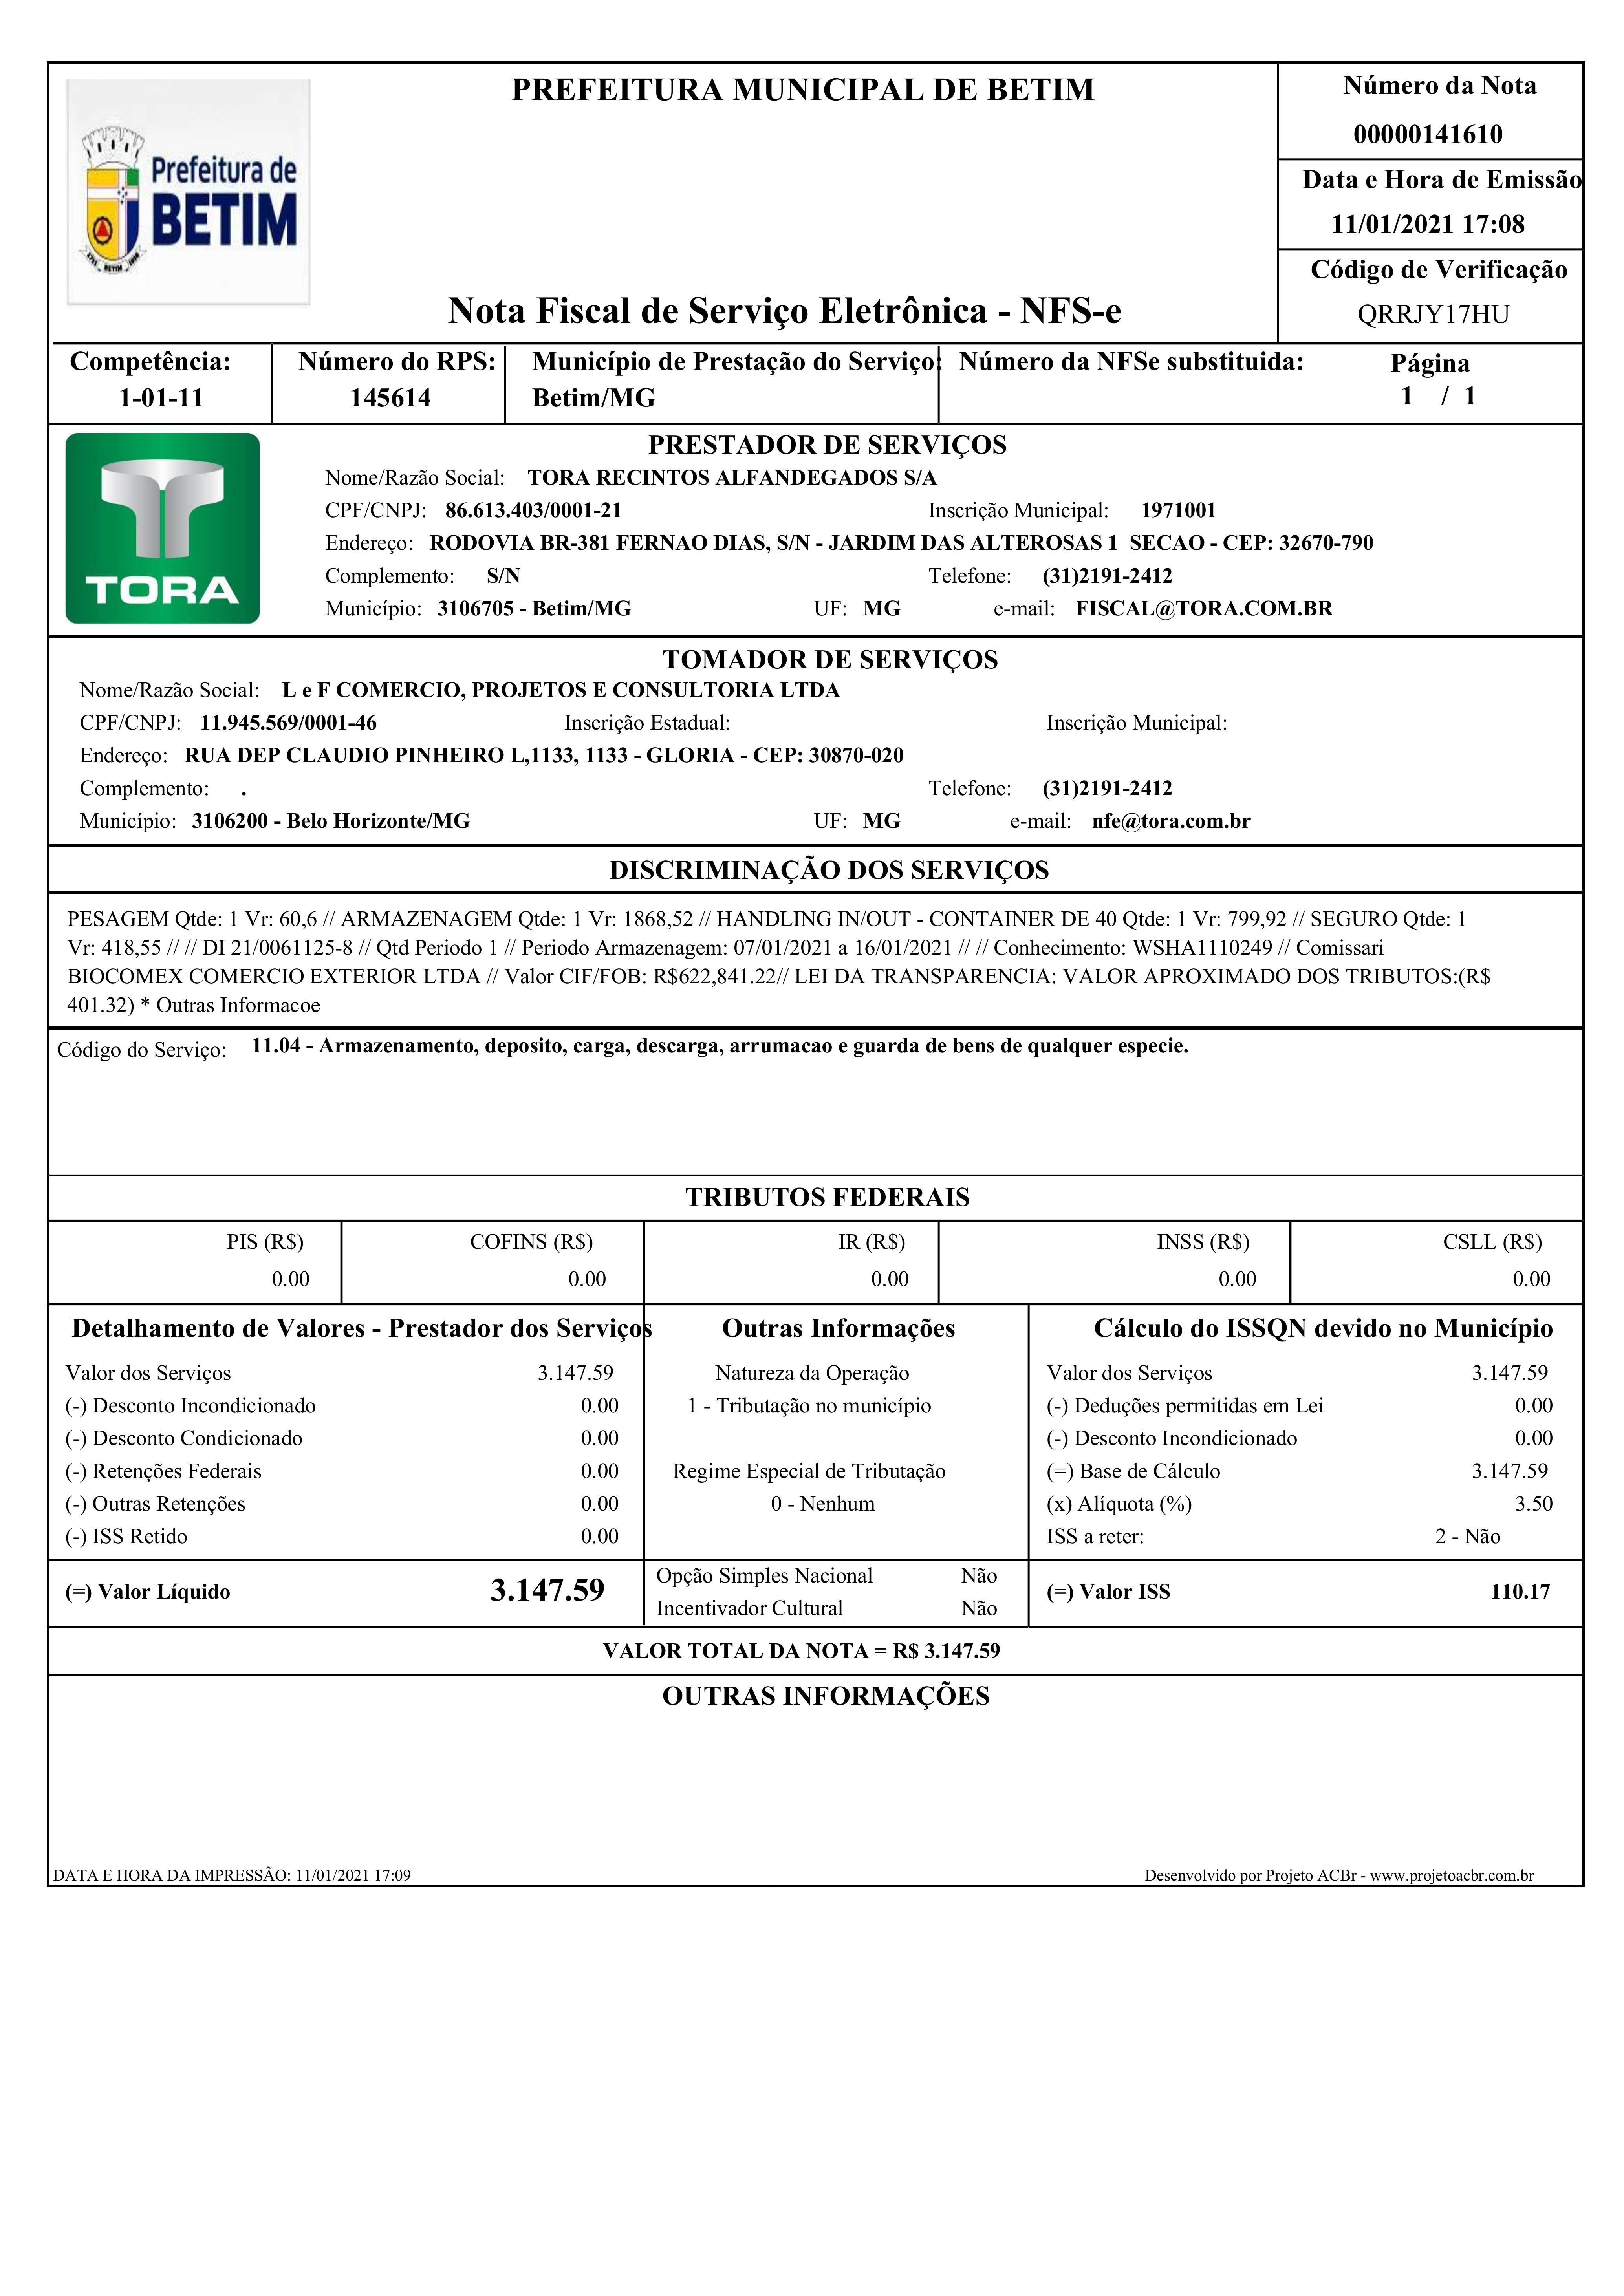 PREFEITURA MUNICIPAL DE BETIM
Número da Nota
00000141610
Prefeitura de
BETIM
Data e Hora de Emissão
11/01/2021 17:08
Código de Verificação
QRRJY17HU
Nota Fiscal de Serviço Eletrônica - NFS-e
Competência: Número do RPS: Município de Prestação do Serviço: Número da NFSe substituida: Página
1-01-11 145614 Betim/MG 1 / 1
PRESTADOR DE SERVIÇOS
TORA
Nome/Razão Social: TORA RECINTOS ALFANDEGADOS S/A
CPF/CNPJ: 86.613.403/0001-21 Inscrição Municipal: 1971001
Endereço: RODOVIA BR-381 FERNAO DIAS, S/N - JARDIM DAS ALTEROSAS 1 SECAO - CEP: 32670-790
Complemento: S/N Telefone: (31)2191-2412
Município: 3106705 - Betim/MG UF: MG e-mail: FISCAL@TORA.COM.BR
TOMADOR DE SERVIÇOS
Nome/Razão Social: L e F COMERCIO, PROJETOS E CONSULTORIA LTDA
CPF/CNPJ: 11.945.569/0001-46 Inscrição Estadual: Inscrição Municipal:
Endereço: RUA DEP CLAUDIO PINHEIRO L,1133, 1133 - GLORIA - CEP: 30870-020
Complemento: . Telefone: (31)2191-2412
Município: 3106200 - Belo Horizonte/MG UF: MG e-mail: nfe@tora.com.br
DISCRIMINAÇÃO DOS SERVIÇOS
PESAGEM Qtde: 1 Vr: 60,6 // ARMAZENAGEM Qtde: 1 Vr: 1868,52 // HANDLING IN/OUT - CONTAINER DE 40 Qtde: 1 Vr: 799,92 // SEGURO Qtde: 1
Vr: 418,55 // // DI 21/0061125-8 // Qtd Periodo 1 // Periodo Armazenagem: 07/01/2021 a 16/01/2021 // // Conhecimento: WSHA1110249 // Comissari
BIOCOMEX COMERCIO EXTERIOR LTDA // Valor CIF/FOB: R$622,841.22// LEI DA TRANSPARENCIA: VALOR APROXIMADO DOS TRIBUTOS:(R$
401.32) * Outras Informacoe
Código do Serviço: 11.04 - Armazenamento, deposito, carga, descarga, arrumacao e guarda de bens de qualquer especie.
TRIBUTOS FEDERAIS
PIS (R$) COFINS (R$) IR (R$) INSS (R$) CSLL (R$)
0.00 0.00 0.00 0.00 0.00
Detalhamento de Valores - Prestador dos Serviços Outras Informações Cálculo do ISSQN devido no Município
Valor dos Serviços 3.147.59 Natureza da Operação Valor dos Serviços 3.147.59
(-) Desconto Incondicionado 0.00 1 - Tributação no município (-) Deduções permitidas em Lei 0.00
(-) Desconto Condicionado 0.00 (-) Desconto Incondicionado 0.00
(-) Retenções Federais 0.00 Regime Especial de Tributação (=) Base de Cálculo 3.147.59
(-) Outras Retenções 0.00 0 - Nenhum (x) Alíquota (%) 3.50
(-) ISS Retido 0.00 ISS a reter: 2 - Não
Opção Simples Nacional Não
(=) Valor Líquido 3.147.59 (=) Valor ISS 110.17
Incentivador Cultural Não
VALOR TOTAL DA NOTA = R$ 3.147.59
OUTRAS INFORMAÇÕES
DATA E HORA DA IMPRESSÃO: 11/01/2021 17:09 Desenvolvido por Projeto ACBr - www.projetoacbr.com.br